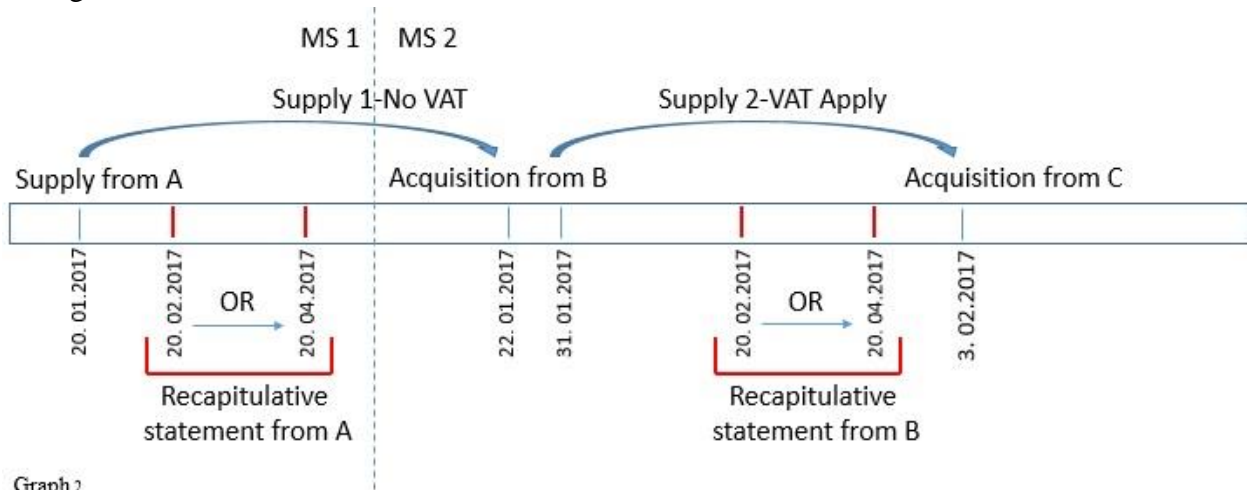 MS 1 MS 2
Supply 1-No VAT Supply 2-VAT Apply
Supply from A Acquisition from B Acquisition from C
20. 01.2017 20. 02.2017 OR 20. 04.2017 22. 01.2017 31. 01.2017 20. 02.2017 OR 20. 04.2017 3. 02.2017
Recapitulative
statement from A
Recapitulative
statement from B
Graph 2